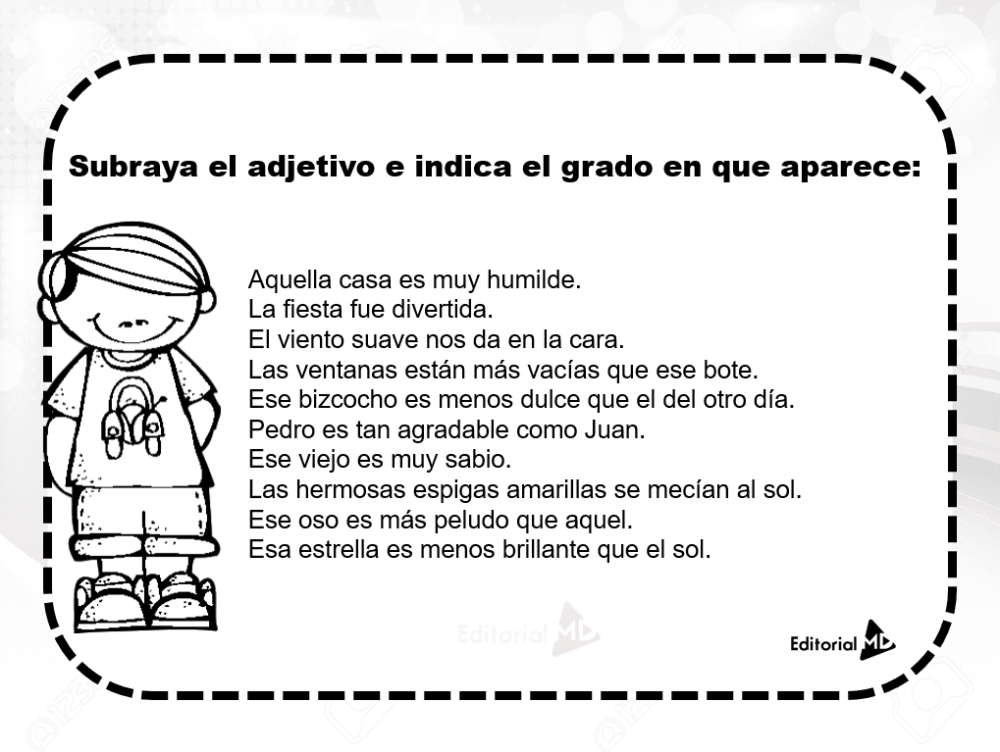 Subraya el adjetivo e indica el grado en que aparece:
Aquella casa es muy humilde.
La fiesta fue divertida.
El viento suave nos da en la cara.
Las ventanas están más vacías que ese bote.
Ese bizcocho es menos dulce que el del otro día.
Pedro es tan agradable como Juan.
Ese viejo es muy sabio.
Las hermosas espigas amarillas se mecían al sol.
Ese oso es más peludo que aquel.
Esa estrella es menos brillante que el sol.
Editorial MD
Editorial MD